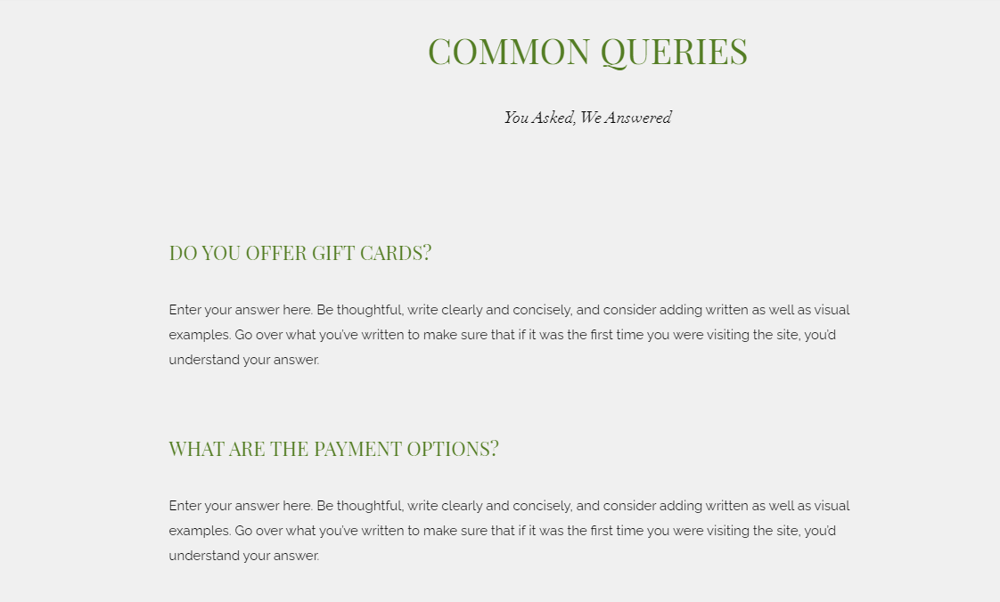 COMMON QUERIES
You Asked, We Answered
DO YOU OFFER GIFT CARDS?
Enter your answer here. Be thoughtful, write clearly and concisely, and consider adding written as well as visual
examples. Go over what you’ve written to make sure that if it was the first time you were visiting the site, you’d
understand your answer.
WHAT ARE THE PAYMENT OPTIONS?
Enter your answer here. Be thoughtful, write clearly and concisely, and consider adding written as well as visual
examples. Go over what you’ve written to make sure that if it was the first time you were visiting the site, you’d
understand your answer.